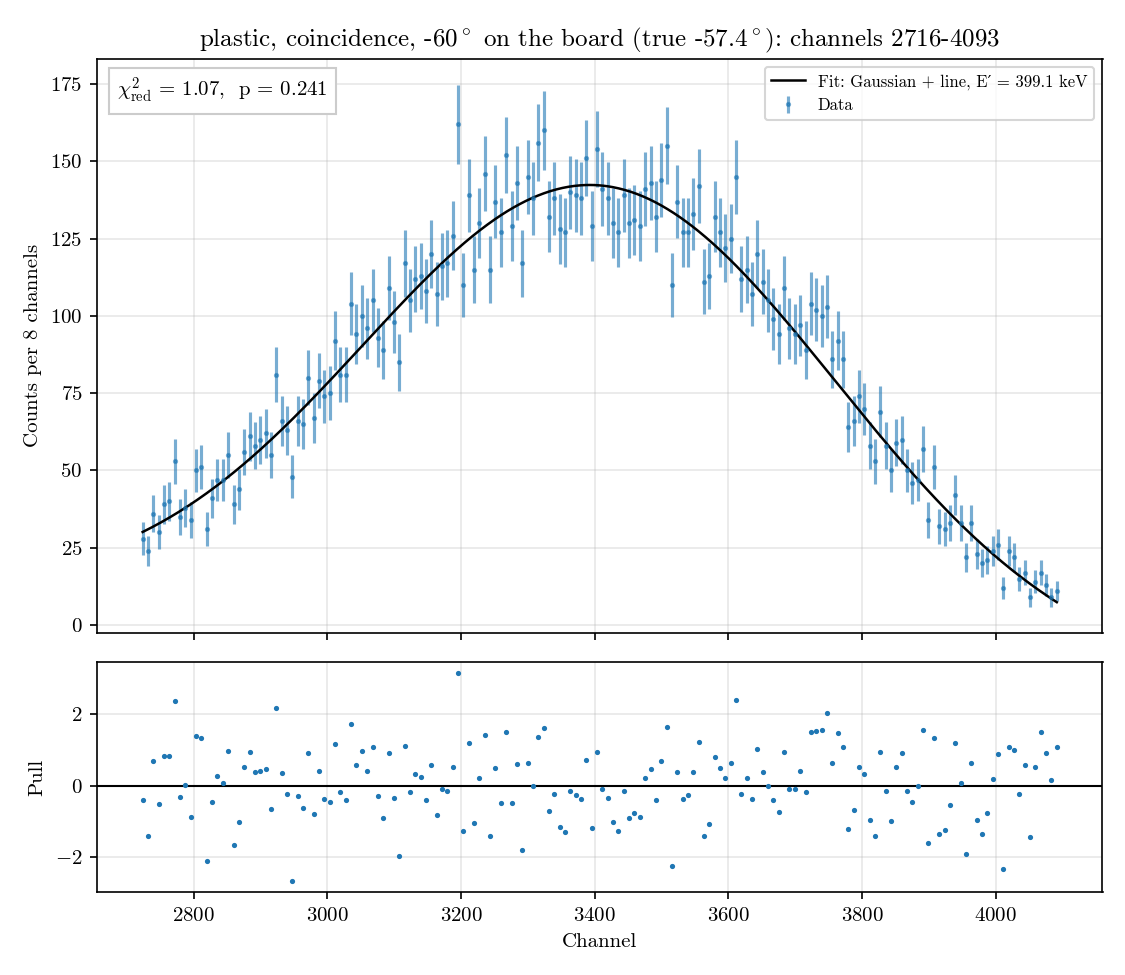 plastic, coincidence, -60° on the board (true -57.4°): channels 2716-4093
χ²red = 1.07, p = 0.241
Fit: Gaussian + line, E′ = 399.1 keV
Data
Counts per 8 channels
175
150
125
100
75
50
25
0
Pull
2
0
−2
2800 3000 3200 3400 3600 3800 4000
Channel